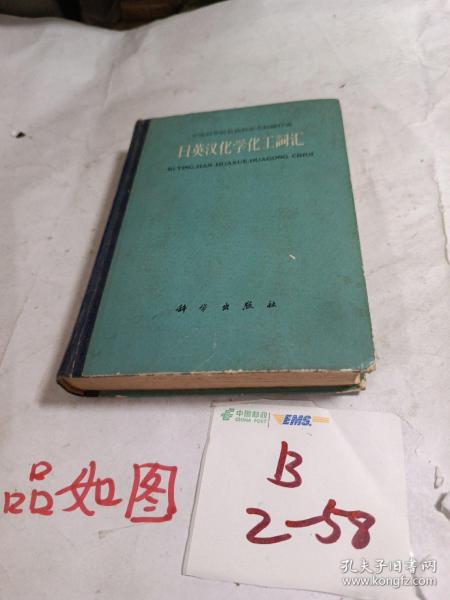 日英汉化学化工词汇
RI-YING-HAN HUAXUE-HUAGONG CIHUI
科学出版社
品如图
中国邮政
CHINA POST
EMS
B
2-58
孔夫子旧书网
www.kongfz.com